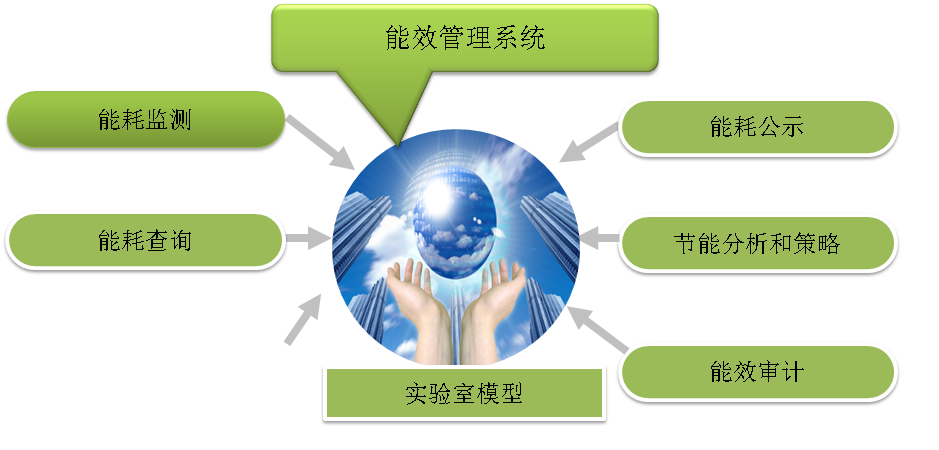 能效管理系统
能耗监测
能耗公示
能耗查询
节能分析和策略
能效审计
实验室模型